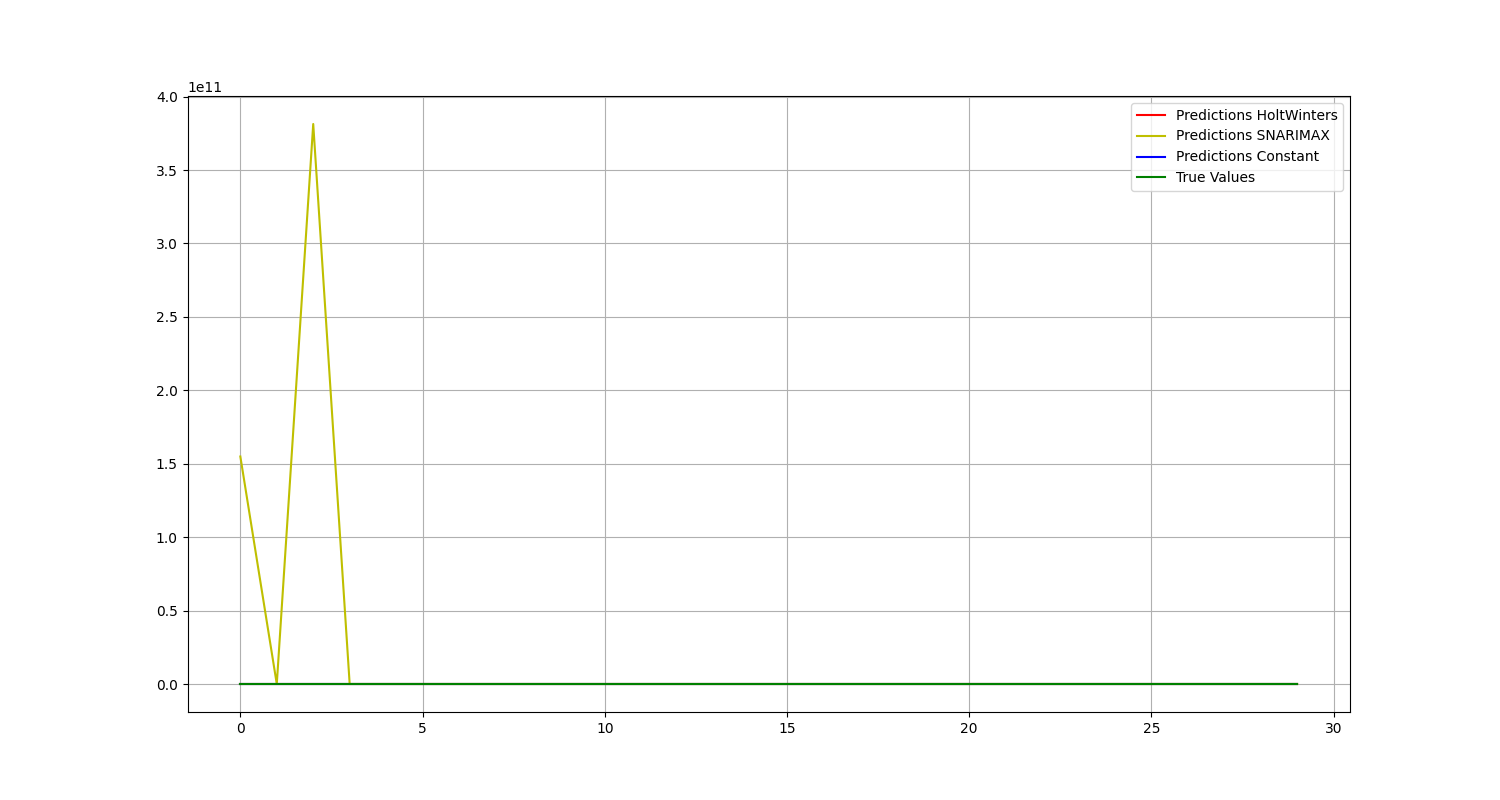 1e11
4.0
3.5
3.0
2.5
2.0
1.5
1.0
0.5
0.0
0 5 10 15 20 25 30
Predictions HoltWinters
Predictions SNARIMAX
Predictions Constant
True Values